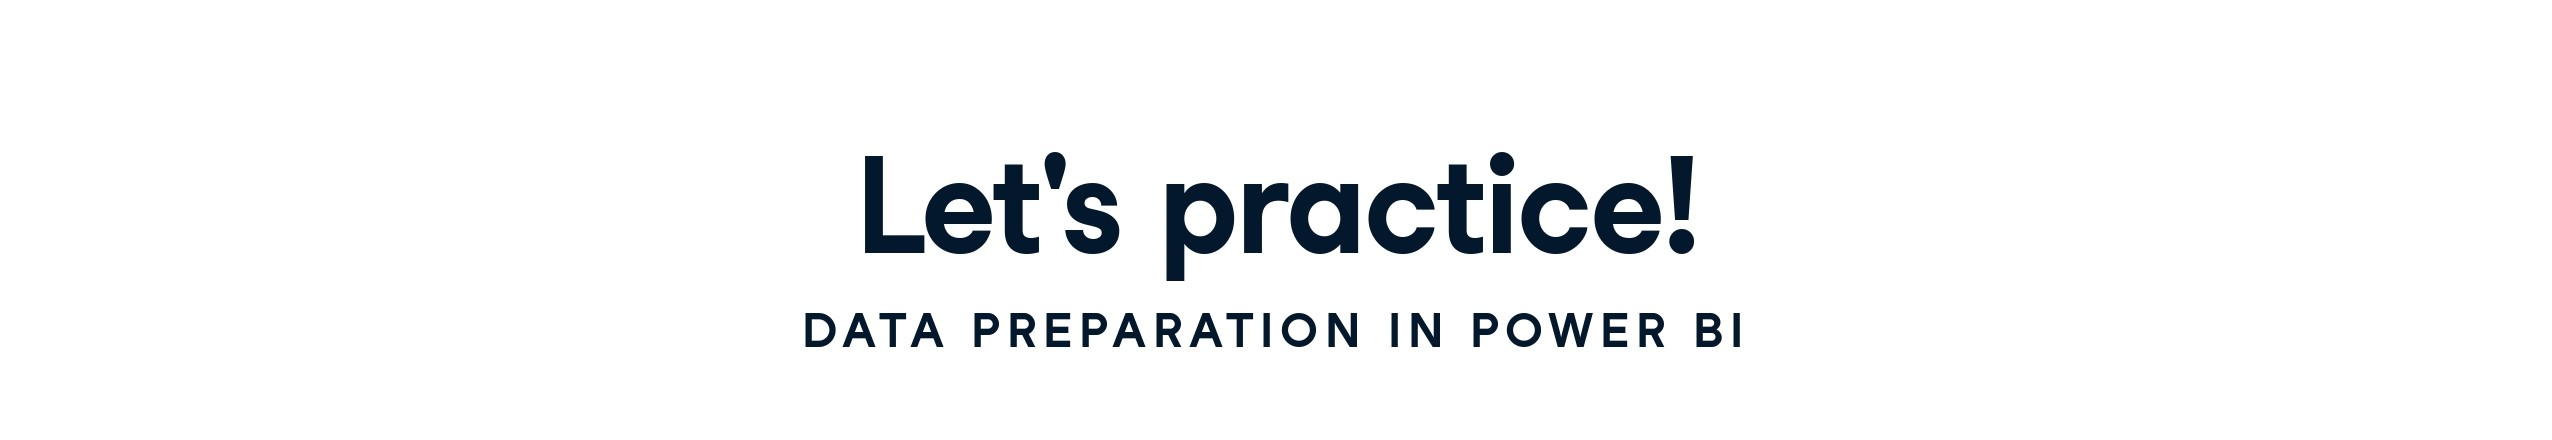 Let's practice!
DATA PREPARATION IN POWER BI